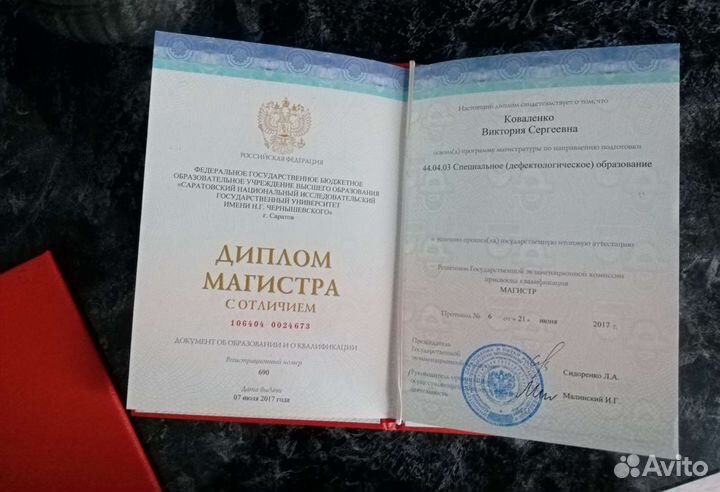 РОССИЙСКАЯ ФЕДЕРАЦИЯ
ФЕДЕРАЛЬНОЕ ГОСУДАРСТВЕННОЕ БЮДЖЕТНОЕ
ОБРАЗОВАТЕЛЬНОЕ УЧРЕЖДЕНИЕ ВЫСШЕГО ОБРАЗОВАНИЯ
«САРАТОВСКИЙ НАЦИОНАЛЬНЫЙ ИССЛЕДОВАТЕЛЬСКИЙ
ГОСУДАРСТВЕННЫЙ УНИВЕРСИТЕТ
ИМЕНИ Н.Г. ЧЕРНЫШЕВСКОГО»
г. Саратов
ДИПЛОМ
МАГИСТРА
С ОТЛИЧИЕМ
106404 0024673
ДОКУМЕНТ ОБ ОБРАЗОВАНИИ И О КВАЛИФИКАЦИИ
Регистрационный номер
690
Дата выдачи
07 июля 2017 года
Настоящий диплом свидетельствует о том, что
Коваленко
Виктория Сергеевна
освоил(а) программу магистратуры по направлению подготовки
44.04.03 Специальное (дефектологическое) образование
и успешно прошел(ла) государственную итоговую аттестацию
Решением Государственной экзаменационной комиссии
присвоена квалификация
МАГИСТР
Протокол № 6 от «21» июня 2017 г.
Председатель
Государственной
Сидоренко Л.А.
Руководитель
Малинский И.Г.
деятельность
Avito